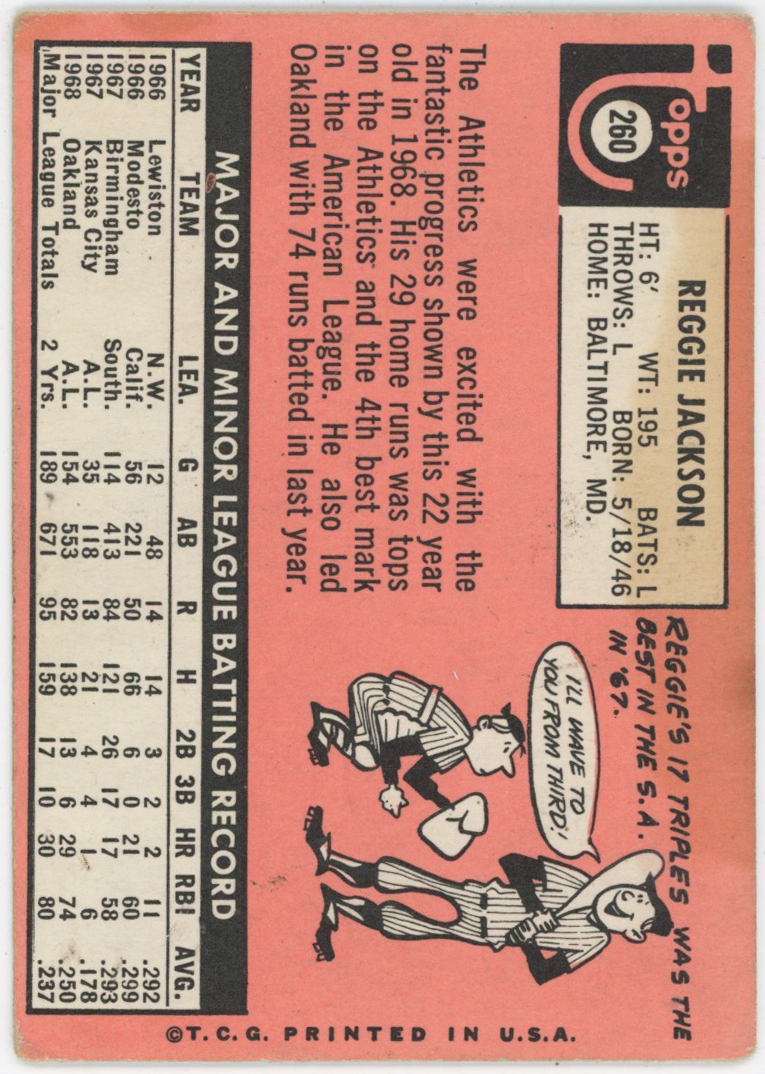 Topps
260
REGGIE JACKSON
HT: 6' WT: 195 BATS: L
THROWS: L BORN: 5/18/46
HOME: BALTIMORE, MD.
REGGIE'S 17 TRIPLES WAS THE
BEST IN THE S.A.
IN '67.
I'LL WAVE TO
YOU FROM THIRD!
The Athletics were excited with the
fantastic progress shown by this 22 year
old in 1968. His 29 home runs was tops
on the Athletics and the 4th best mark
in the American League. He also led
Oakland with 74 runs batted in last year.
MAJOR AND MINOR LEAGUE BATTING RECORD
YEAR TEAM LEA. G AB R H 2B 3B HR RBI AVG.
1966 Lewiston N.W. 12 48 14 14 3 2 2 11 .292
1966 Modesto Calif. 56 221 50 66 6 0 21 60 .299
1967 Birmingham South. 114 413 84 121 26 17 17 58 .293
1967 Kansas City A.L. 35 118 13 21 4 4 1 6 .178
1968 Oakland A.L. 154 553 82 138 13 6 29 74 .250
Major League Totals 2 Yrs. 189 671 95 159 17 10 30 80 .237
©T.C.G. PRINTED IN U.S.A.